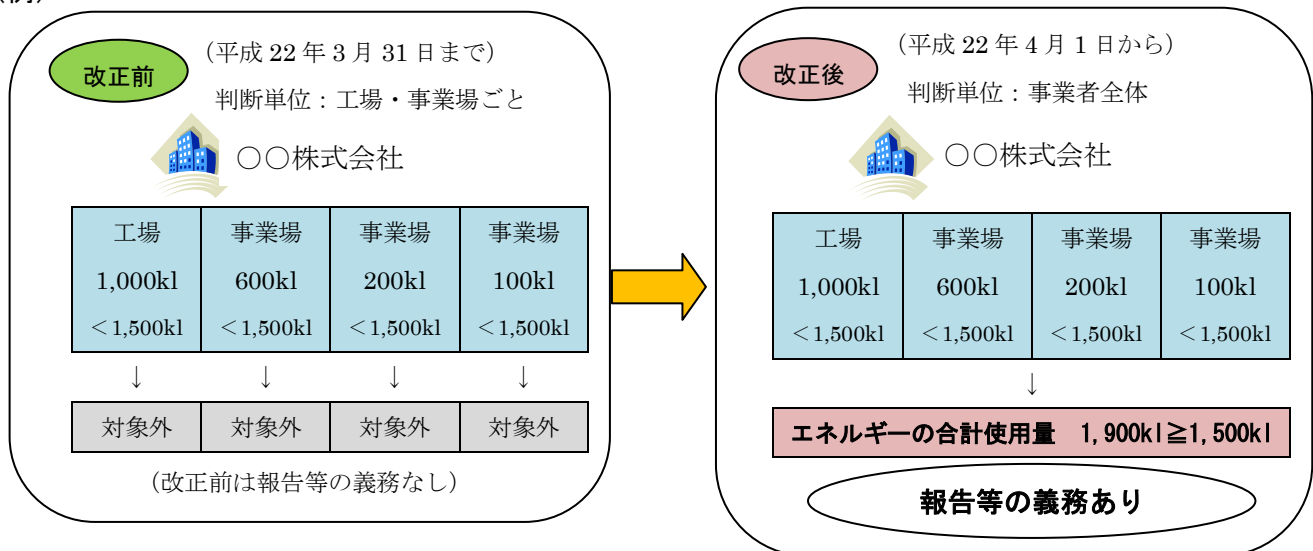 改正前
（平成 22 年 3 月 31 日まで）
判断単位：工場・事業場ごと
○○株式会社
工場 事業場 事業場 事業場
1,000kl 600kl 200kl 100kl
＜1,500kl ＜1,500kl ＜1,500kl ＜1,500kl
↓ ↓ ↓ ↓
対象外 対象外 対象外 対象外
（改正前は報告等の義務なし）
改正後
（平成 22 年 4 月 1 日から）
判断単位：事業者全体
○○株式会社
工場 事業場 事業場 事業場
1,000kl 600kl 200kl 100kl
＜1,500kl ＜1,500kl ＜1,500kl ＜1,500kl
↓
エネルギーの合計使用量 1,900kl≧1,500kl
報告等の義務あり